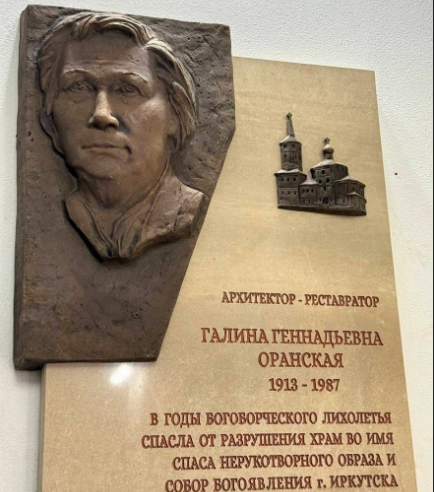 АРХИТЕКТОР - РЕСТАВРАТОР
ГАЛИНА ГЕННАДЬЕВНА
ОРАНСКАЯ
1913 - 1987
В ГОДЫ БОГОБОРЧЕСКОГО ЛИХОЛЕТЬЯ
СПАСЛА ОТ РАЗРУШЕНИЯ ХРАМ ВО ИМЯ
СПАСА НЕРУКОТВОРНОГО ОБРАЗА И
СОБОР БОГОЯВЛЕНИЯ г. ИРКУТСКА